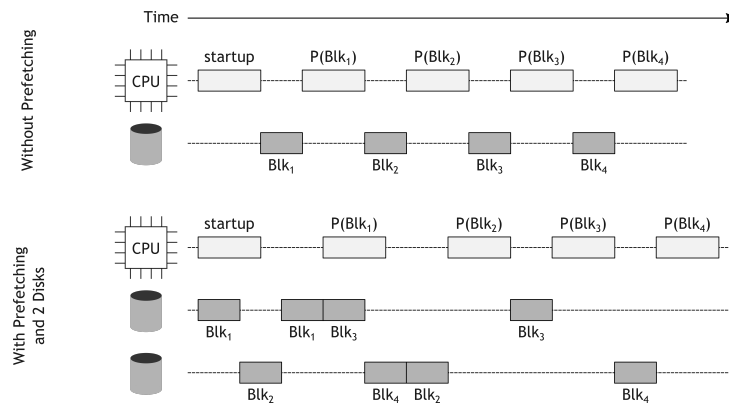 Time
Without Prefetching
startup P(Blk₁) P(Blk₂) P(Blk₃) P(Blk₄)
CPU
Blk₁ Blk₂ Blk₃ Blk₄
With Prefetching
and 2 Disks
startup P(Blk₁) P(Blk₂) P(Blk₃) P(Blk₄)
CPU
Blk₁ Blk₁ Blk₃ Blk₃
Blk₂ Blk₄ Blk₂ Blk₄